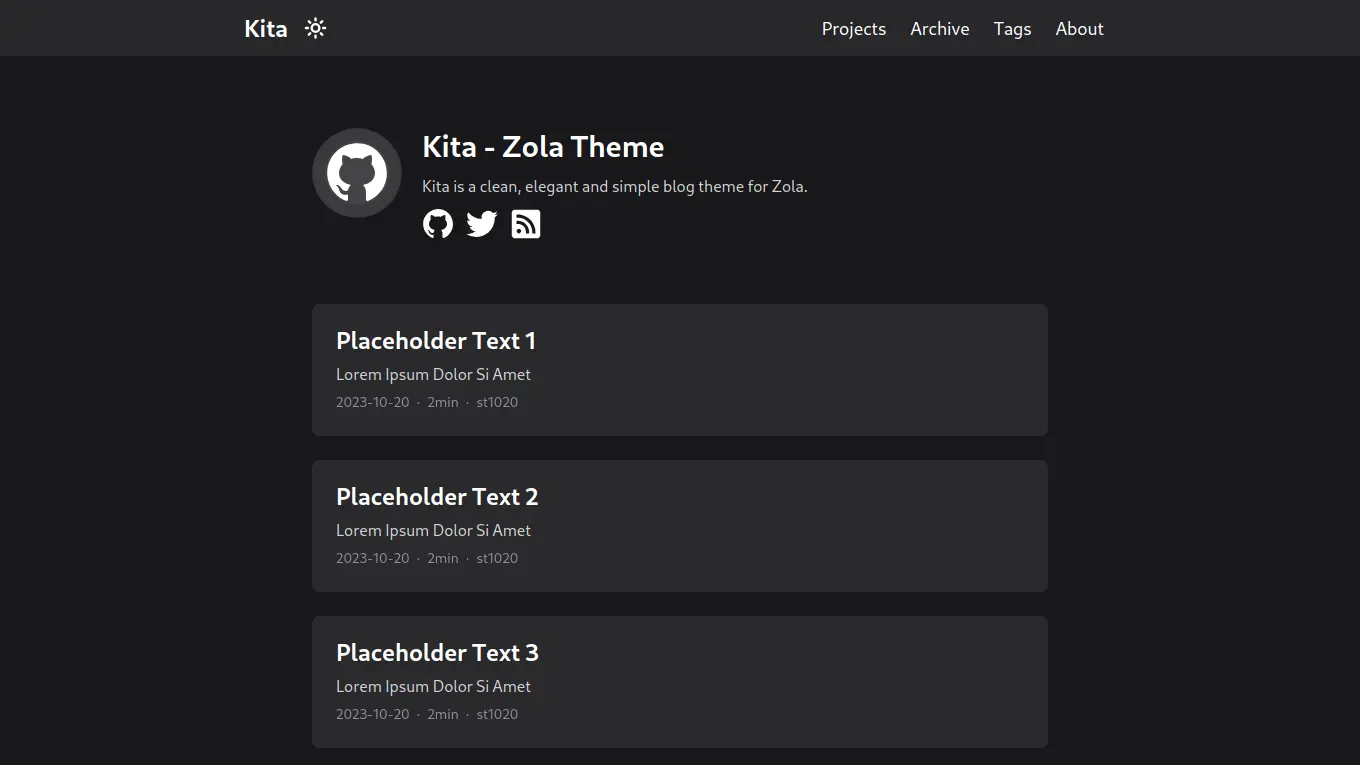 Kita
Projects Archive Tags About
Kita - Zola Theme
Kita is a clean, elegant and simple blog theme for Zola.
Placeholder Text 1
Lorem Ipsum Dolor Si Amet
2023-10-20 · 2min · st1020
Placeholder Text 2
Lorem Ipsum Dolor Si Amet
2023-10-20 · 2min · st1020
Placeholder Text 3
Lorem Ipsum Dolor Si Amet
2023-10-20 · 2min · st1020